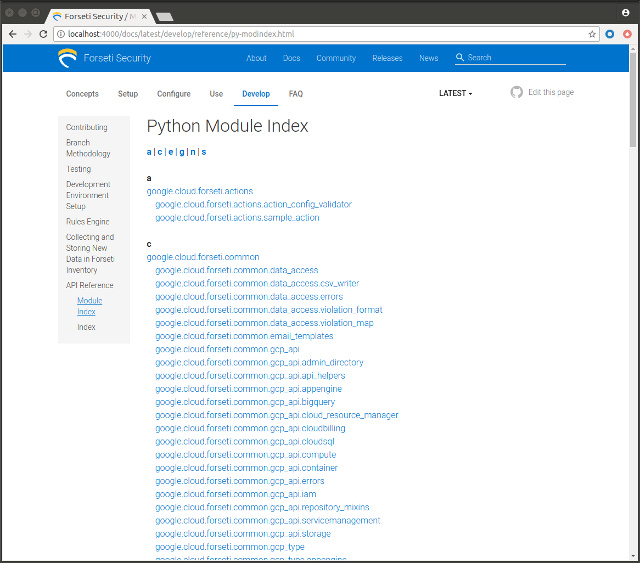 Forseti Security / M
localhost:4000/docs/latest/develop/reference/py-modindex.html
Forseti Security
About
Docs
Community
Releases
News
Search
Concepts
Setup
Configure
Use
Develop
FAQ
LATEST
Edit this page
Contributing
Branch
Methodology
Testing
Development
Environment
Setup
Rules Engine
Collecting and
Storing New
Data in Forseti
Inventory
API Reference
Module
Index
Index
Python Module Index
a | c | e | g | n | s
a
google.cloud.forseti.actions
google.cloud.forseti.actions.action_config_validator
google.cloud.forseti.actions.sample_action
c
google.cloud.forseti.common
google.cloud.forseti.common.data_access
google.cloud.forseti.common.data_access.csv_writer
google.cloud.forseti.common.data_access.errors
google.cloud.forseti.common.data_access.violation_format
google.cloud.forseti.common.data_access.violation_map
google.cloud.forseti.common.email_templates
google.cloud.forseti.common.gcp_api
google.cloud.forseti.common.gcp_api.admin_directory
google.cloud.forseti.common.gcp_api.api_helpers
google.cloud.forseti.common.gcp_api.appengine
google.cloud.forseti.common.gcp_api.bigquery
google.cloud.forseti.common.gcp_api.cloud_resource_manager
google.cloud.forseti.common.gcp_api.cloudbilling
google.cloud.forseti.common.gcp_api.cloudsql
google.cloud.forseti.common.gcp_api.compute
google.cloud.forseti.common.gcp_api.container
google.cloud.forseti.common.gcp_api.errors
google.cloud.forseti.common.gcp_api.iam
google.cloud.forseti.common.gcp_api.repository_mixins
google.cloud.forseti.common.gcp_api.servicemanagement
google.cloud.forseti.common.gcp_api.storage
google.cloud.forseti.common.gcp_type
google.cloud.forseti.common.gcp_type.appengine